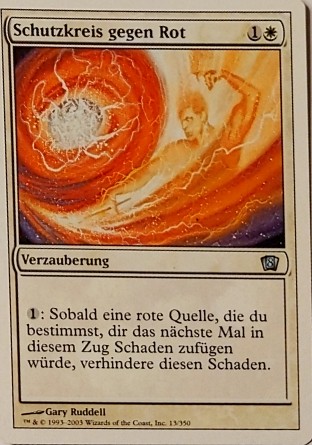 Schutzkreis gegen Rot 1
Verzauberung
8
1: Sobald eine rote Quelle, die du
bestimmst, dir das nächste Mal in
diesem Zug Schaden zufügen
würde, verhindere diesen Schaden.
Gary Ruddell
™ & © 1993–2003 Wizards of the Coast, Inc. 13/350